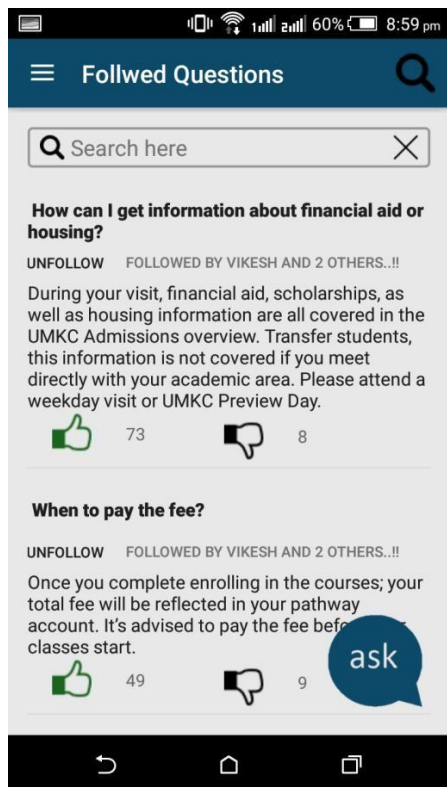 60% 8:59 pm
Follwed Questions
Search here
How can I get information about financial aid or
housing?
UNFOLLOW FOLLOWED BY VIKESH AND 2 OTHERS..!!
During your visit, financial aid, scholarships, as
well as housing information are all covered in the
UMKC Admissions overview. Transfer students,
this information is not covered if you meet
directly with your academic area. Please attend a
weekday visit or UMKC Preview Day.
73 8
When to pay the fee?
UNFOLLOW FOLLOWED BY VIKESH AND 2 OTHERS..!!
Once you complete enrolling in the courses; your
total fee will be reflected in your pathway
account. It's advised to pay the fee
classes start.
ask
49 9